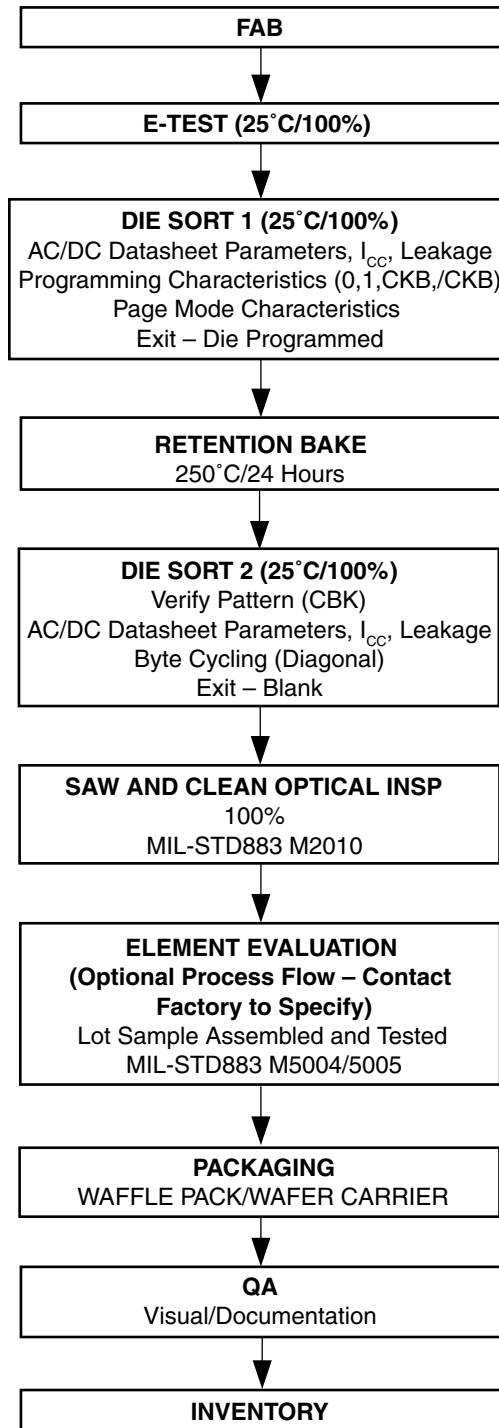 FAB
E-TEST (25˚C/100%)
DIE SORT 1 (25˚C/100%)
AC/DC Datasheet Parameters, ICC, Leakage
Programming Characteristics (0,1,CKB,/CKB)
Page Mode Characteristics
Exit – Die Programmed
RETENTION BAKE
250˚C/24 Hours
DIE SORT 2 (25˚C/100%)
Verify Pattern (CBK)
AC/DC Datasheet Parameters, ICC, Leakage
Byte Cycling (Diagonal)
Exit – Blank
SAW AND CLEAN OPTICAL INSP
100%
MIL-STD883 M2010
ELEMENT EVALUATION
(Optional Process Flow – Contact
Factory to Specify)
Lot Sample Assembled and Tested
MIL-STD883 M5004/5005
PACKAGING
WAFFLE PACK/WAFER CARRIER
QA
Visual/Documentation
INVENTORY